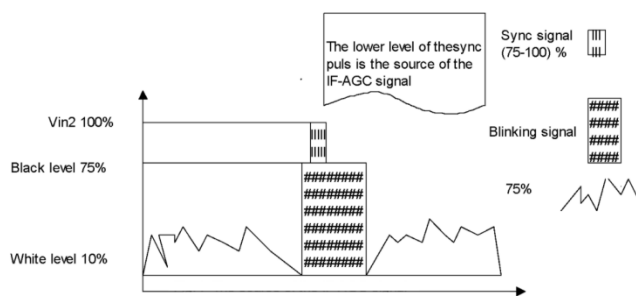 The lower level of thesync
puls is the source of the
IF-AGC signal
Sync signal
(75-100) %
Vin2 100%
Blinking signal
####
####
####
####
Black level 75%
########
########
########
########
########
########
75%
White level 10%